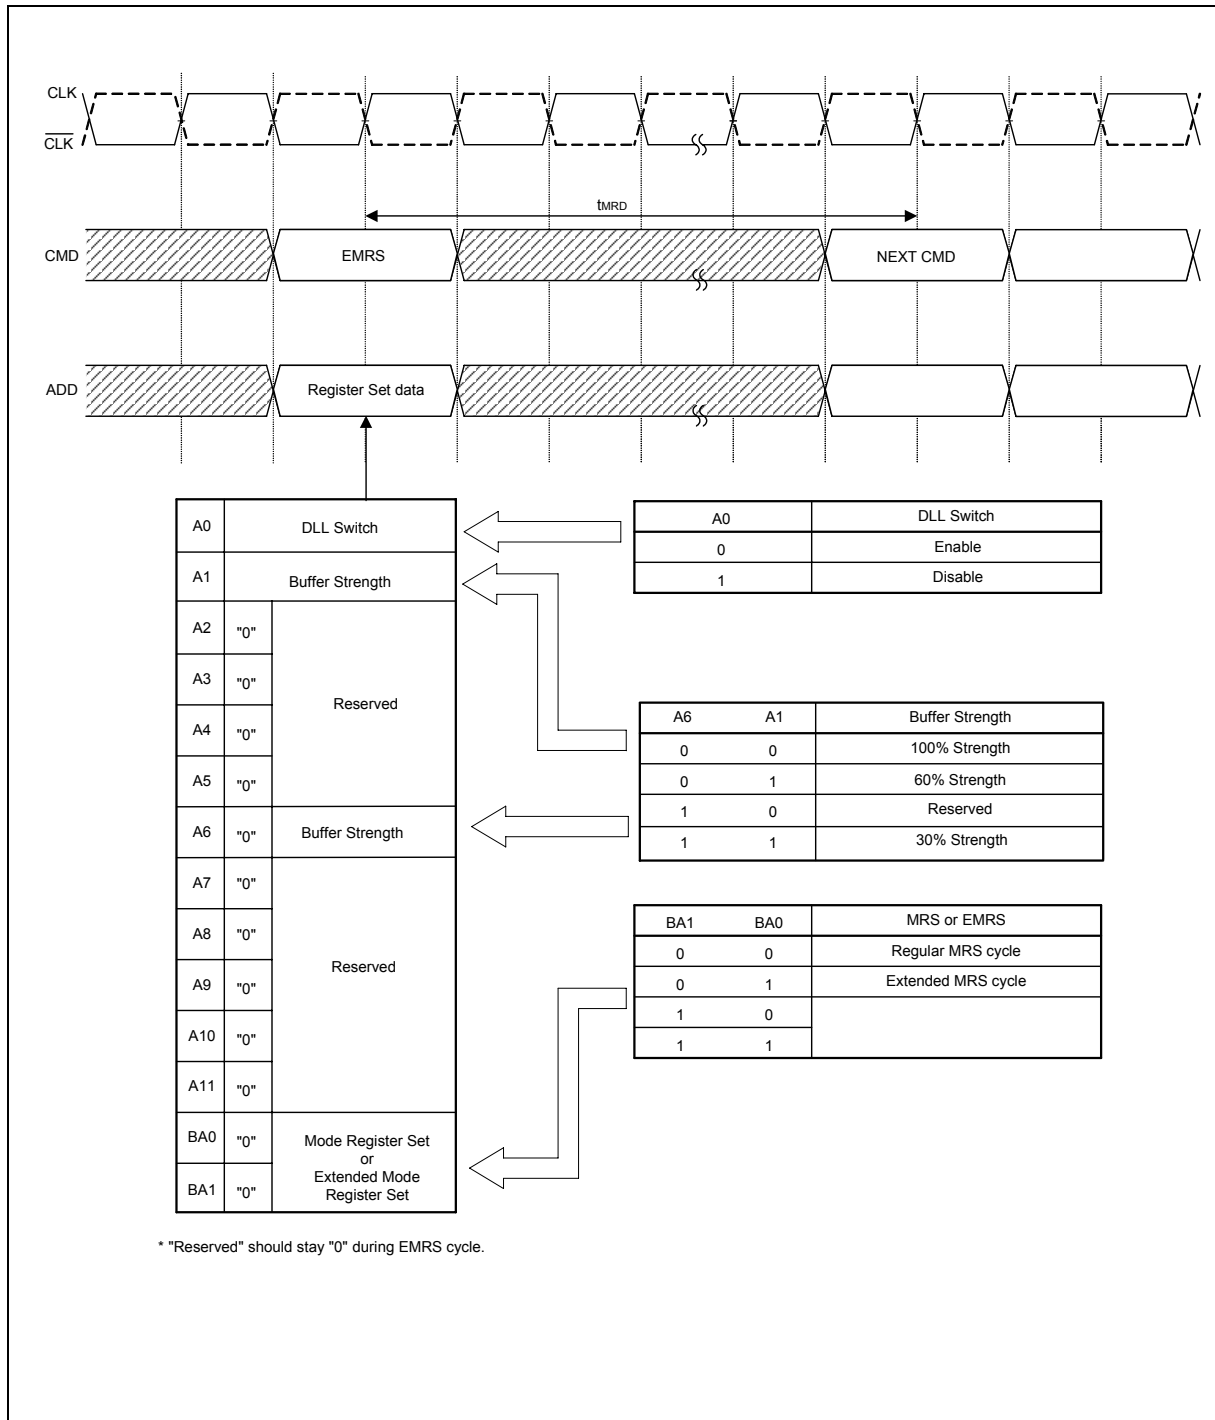 CLK
CLK
tMRD
CMD
EMRS
NEXT CMD
ADD
Register Set data
A0 DLL Switch
A1 Buffer Strength
A2 "0"
A3 "0"
Reserved
A4 "0"
A5 "0"
A6 "0" Buffer Strength
A7 "0"
A8 "0"
Reserved
A9 "0"
A10 "0"
A11 "0"
BA0 "0"
BA1 "0"
Mode Register Set
or
Extended Mode
Register Set
A0 DLL Switch
0 Enable
1 Disable
A6 A1 Buffer Strength
0 0 100% Strength
0 1 60% Strength
1 0 Reserved
1 1 30% Strength
BA1 BA0 MRS or EMRS
0 0 Regular MRS cycle
0 1 Extended MRS cycle
1 0
1 1
* "Reserved" should stay "0" during EMRS cycle.